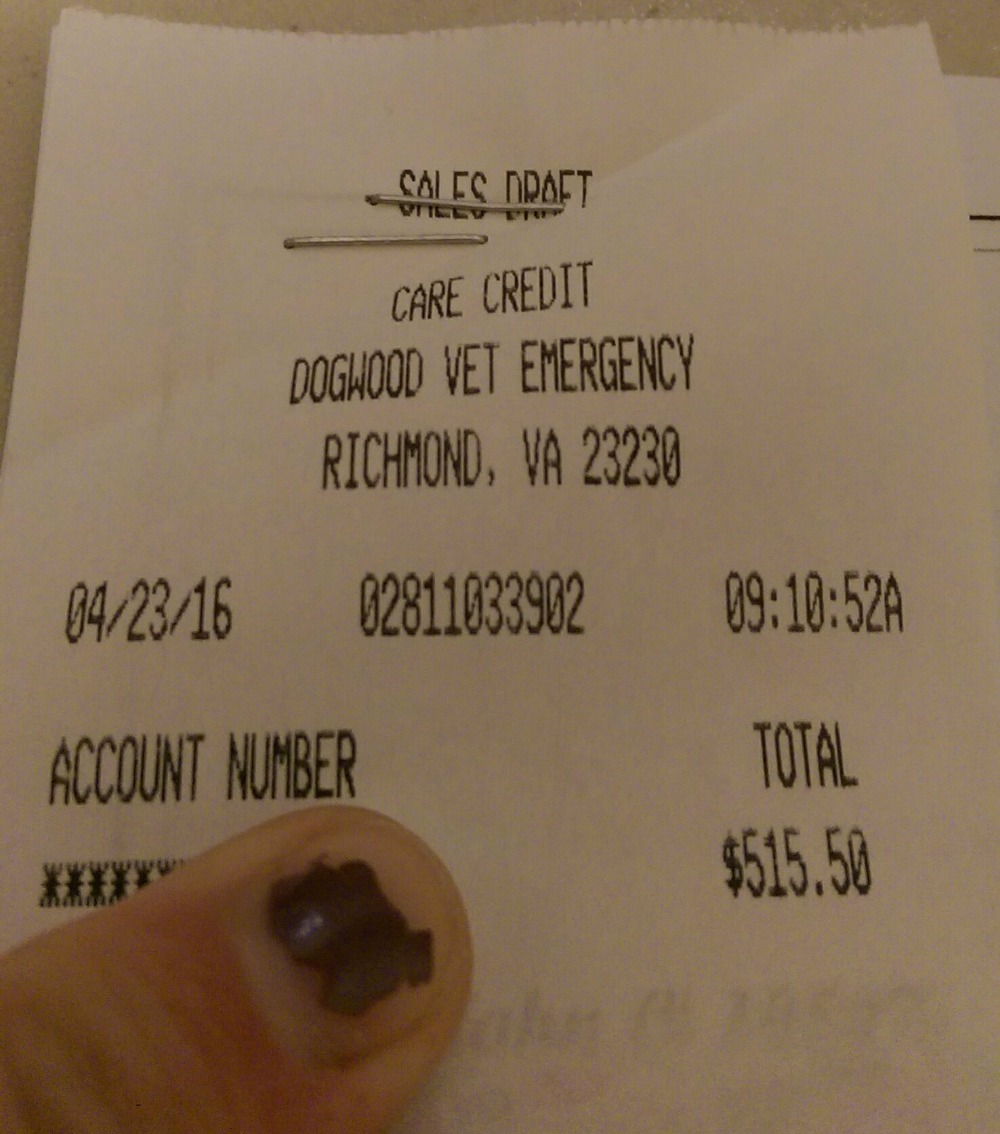 SALES DRAFT
CARE CREDIT
DOGWOOD VET EMERGENCY
RICHMOND, VA 23230
04/23/16 02811033902 09:10:52A
ACCOUNT NUMBER TOTAL
***** $515.50